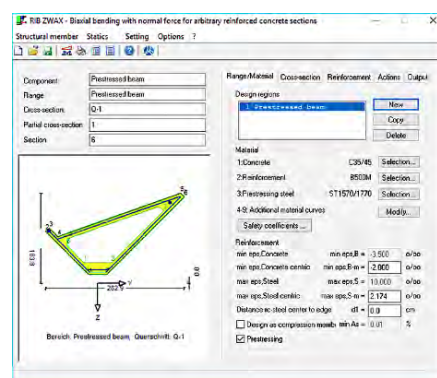 RIB ZWAX - Biaxial bending with normal force for arbitrary reinforced concrete sections
Structural member Statics Setting Options ?
Component: Prestressed beam
Range: Prestressed beam
Cross-section: Q-1
Partial cross-section: 1
Section: 6
Range/Material Cross-section Reinforcement Actions Output
Design regions
1 Prestressed beam
New
Copy
Delete
Material
1:Concrete C35/45 Selection...
2:Reinforcement B500M Selection...
3:Prestressing steel ST1570/1770 Selection...
4-9: Additional material curves Modify...
Safety coefficients ...
Reinforcement
min eps,Concrete min eps,B = -3.500 o/oo
min eps,Concrete centric min eps,B-m = -2.000 o/oo
max eps,Steel max eps,S = 10.000 o/oo
max eps,Steel centric max eps,S-m = 2.174 o/oo
Distance re-steel center to edge d1 = 0.0 cm
Design as compression memb min As = 0.01 %
Prestressing
Y
Z
0.0
Bereich: Prestressed beam, Querschnitt: Q-1